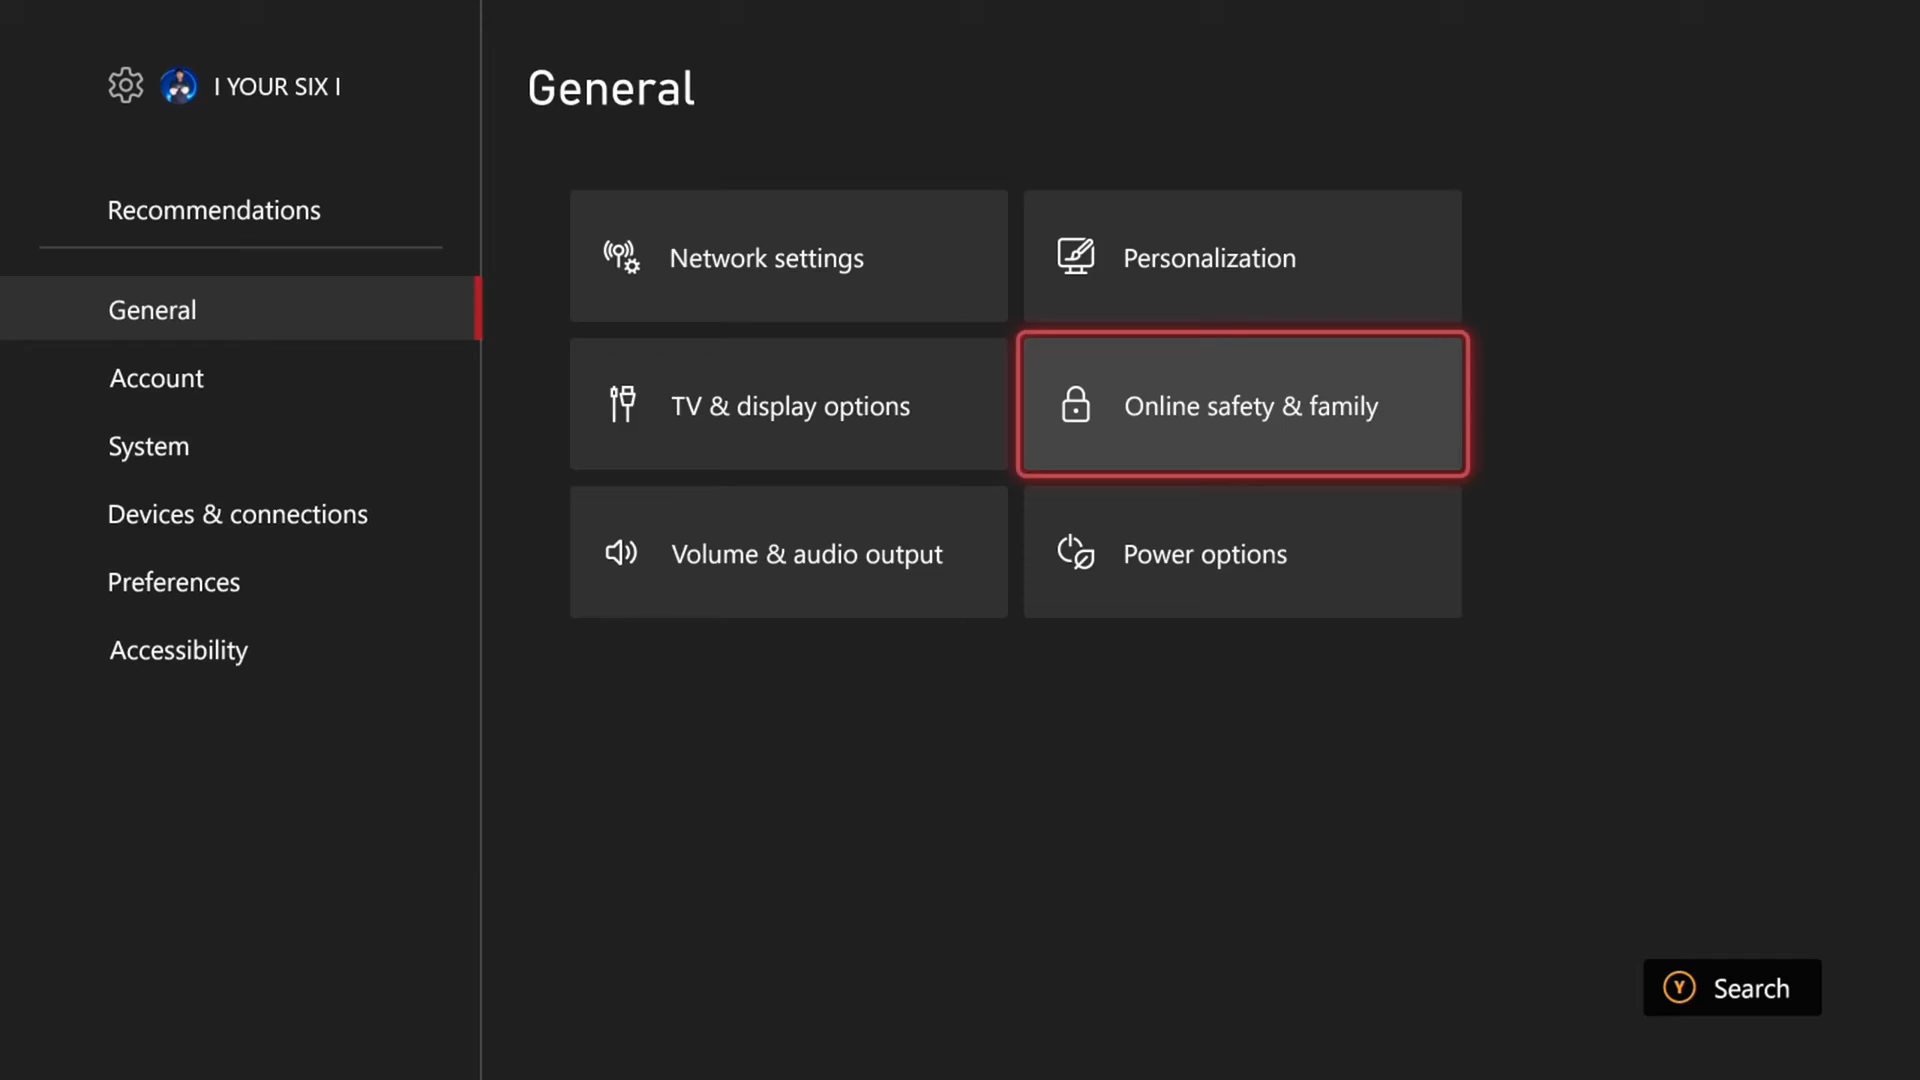 I YOUR SIX I
General
Recommendations
General
Account
System
Devices & connections
Preferences
Accessibility
Network settings
Personalization
TV & display options
Online safety & family
Volume & audio output
Power options
Y Search